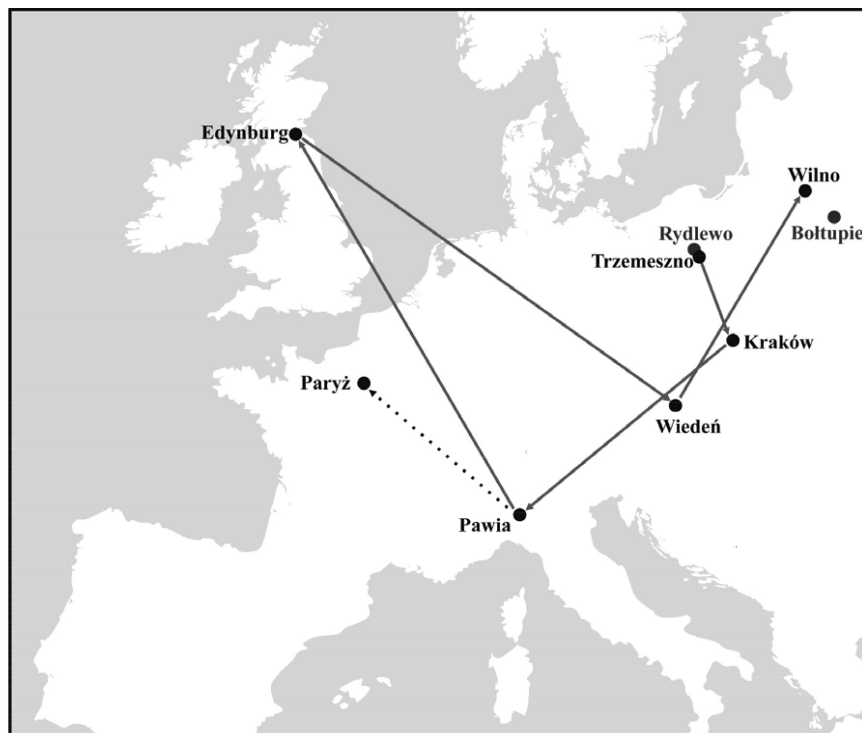 Edynburg
Wilno
Bołtupie
Rydlewo
Trzemeszno
Kraków
Paryż
Wiedeń
Pawia